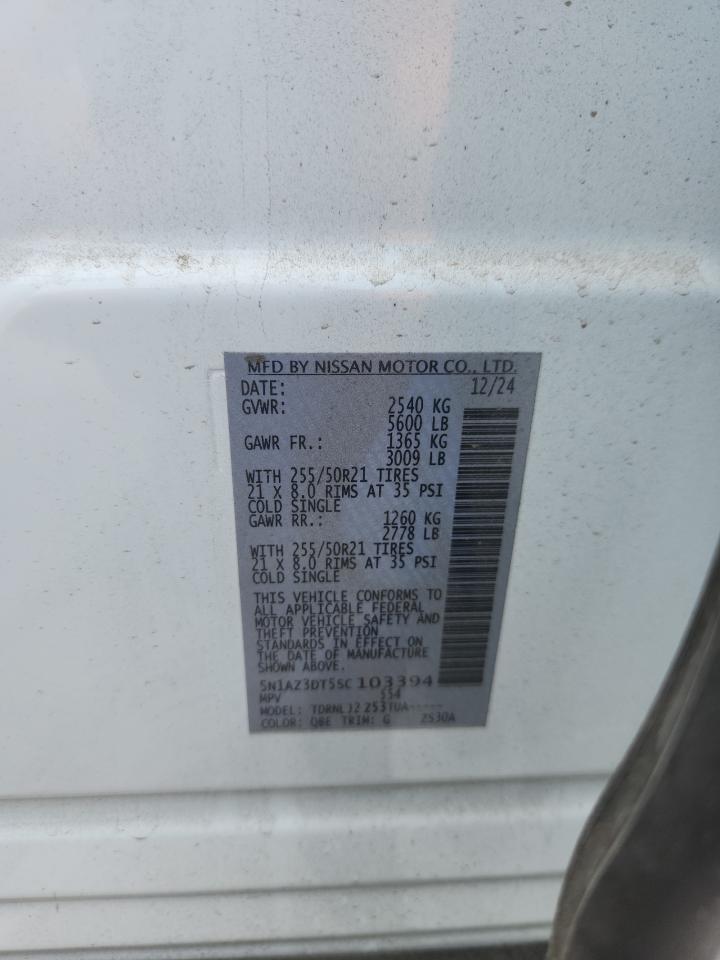 MFD BY NISSAN MOTOR CO., LTD.
DATE: 12/24
GVWR: 2540 KG
5600 LB
GAWR FR.: 1365 KG
3009 LB
WITH 255/50R21 TIRES
21 X 8.0 RIMS AT 35 PSI
COLD SINGLE
GAWR RR.: 1260 KG
2778 LB
WITH 255/50R21 TIRES
21 X 8.0 RIMS AT 35 PSI
COLD SINGLE
THIS VEHICLE CONFORMS TO
ALL APPLICABLE FEDERAL
MOTOR VEHICLE SAFETY AND
THEFT PREVENTION
STANDARDS IN EFFECT ON
THE DATE OF MANUFACTURE
SHOWN ABOVE.
5N1AZ3DT5SC103394
MPV 554
MODEL:
COLOR: QBE TRIM: G 2S30A